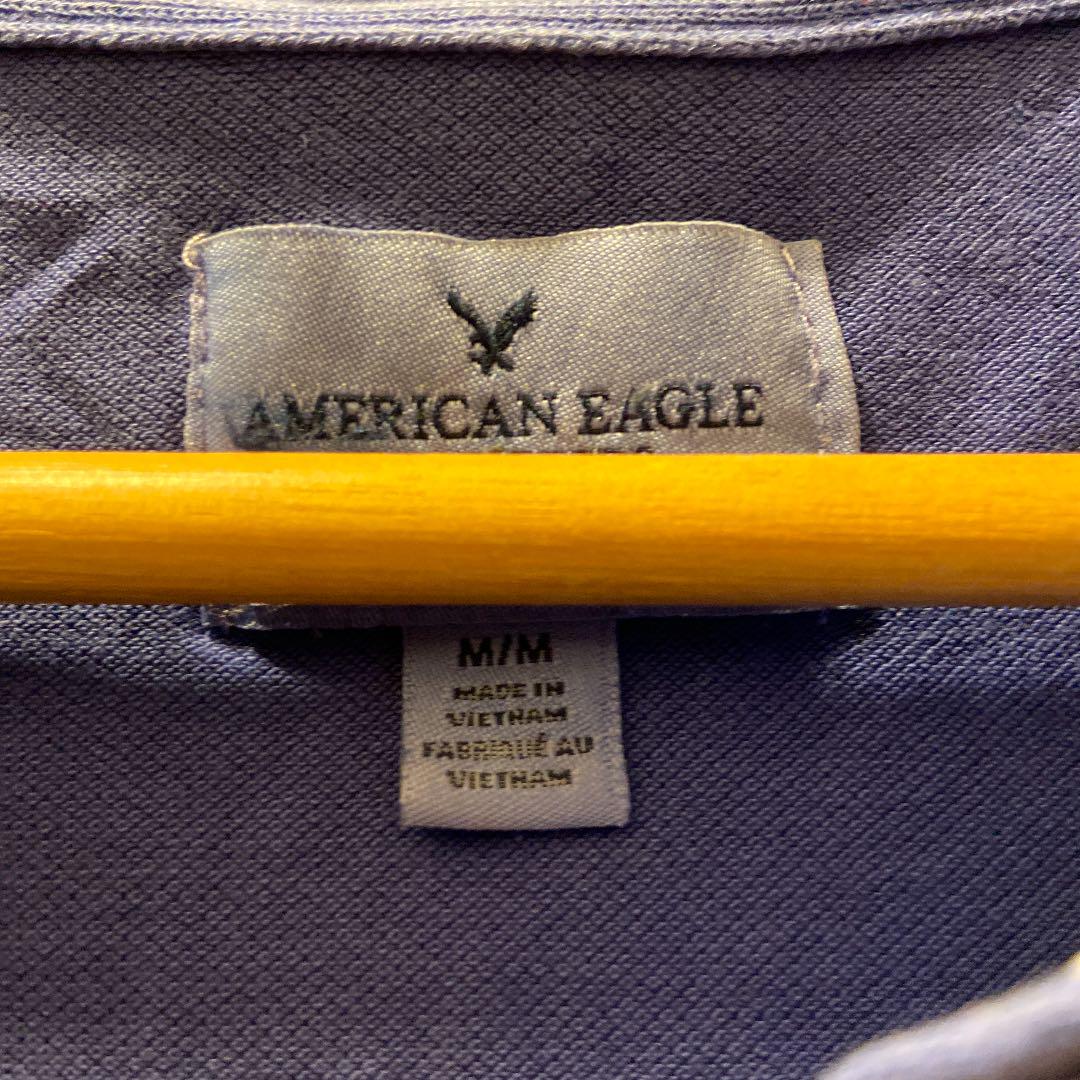 AMERICAN EAGLE
M/M
MADE IN
VIETNAM
FABRIQUÉ AU
VIETNAM